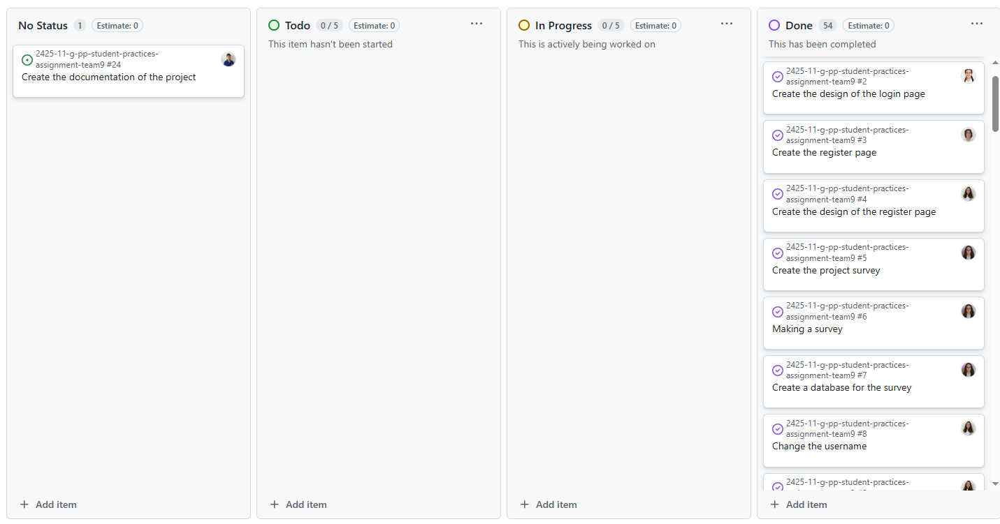 No Status 1 Estimate: 0
2425-11-g-pp-student-practices-
assignment-team9 #24
Create the documentation of the project
Add item
Todo 0 / 5 Estimate: 0
This item hasn't been started
Add item
In Progress 0 / 5 Estimate: 0
This is actively being worked on
Add item
Done 54 Estimate: 0
This has been completed
2425-11-g-pp-student-practices-
assignment-team9 #2
Create the design of the login page
2425-11-g-pp-student-practices-
assignment-team9 #3
Create the register page
2425-11-g-pp-student-practices-
assignment-team9 #4
Create the design of the register page
2425-11-g-pp-student-practices-
assignment-team9 #5
Create the project survey
2425-11-g-pp-student-practices-
assignment-team9 #6
Making a survey
2425-11-g-pp-student-practices-
assignment-team9 #7
Create a database for the survey
2425-11-g-pp-student-practices-
assignment-team9 #8
Change the username
2425-11-g-pp-student-practices-
Add item